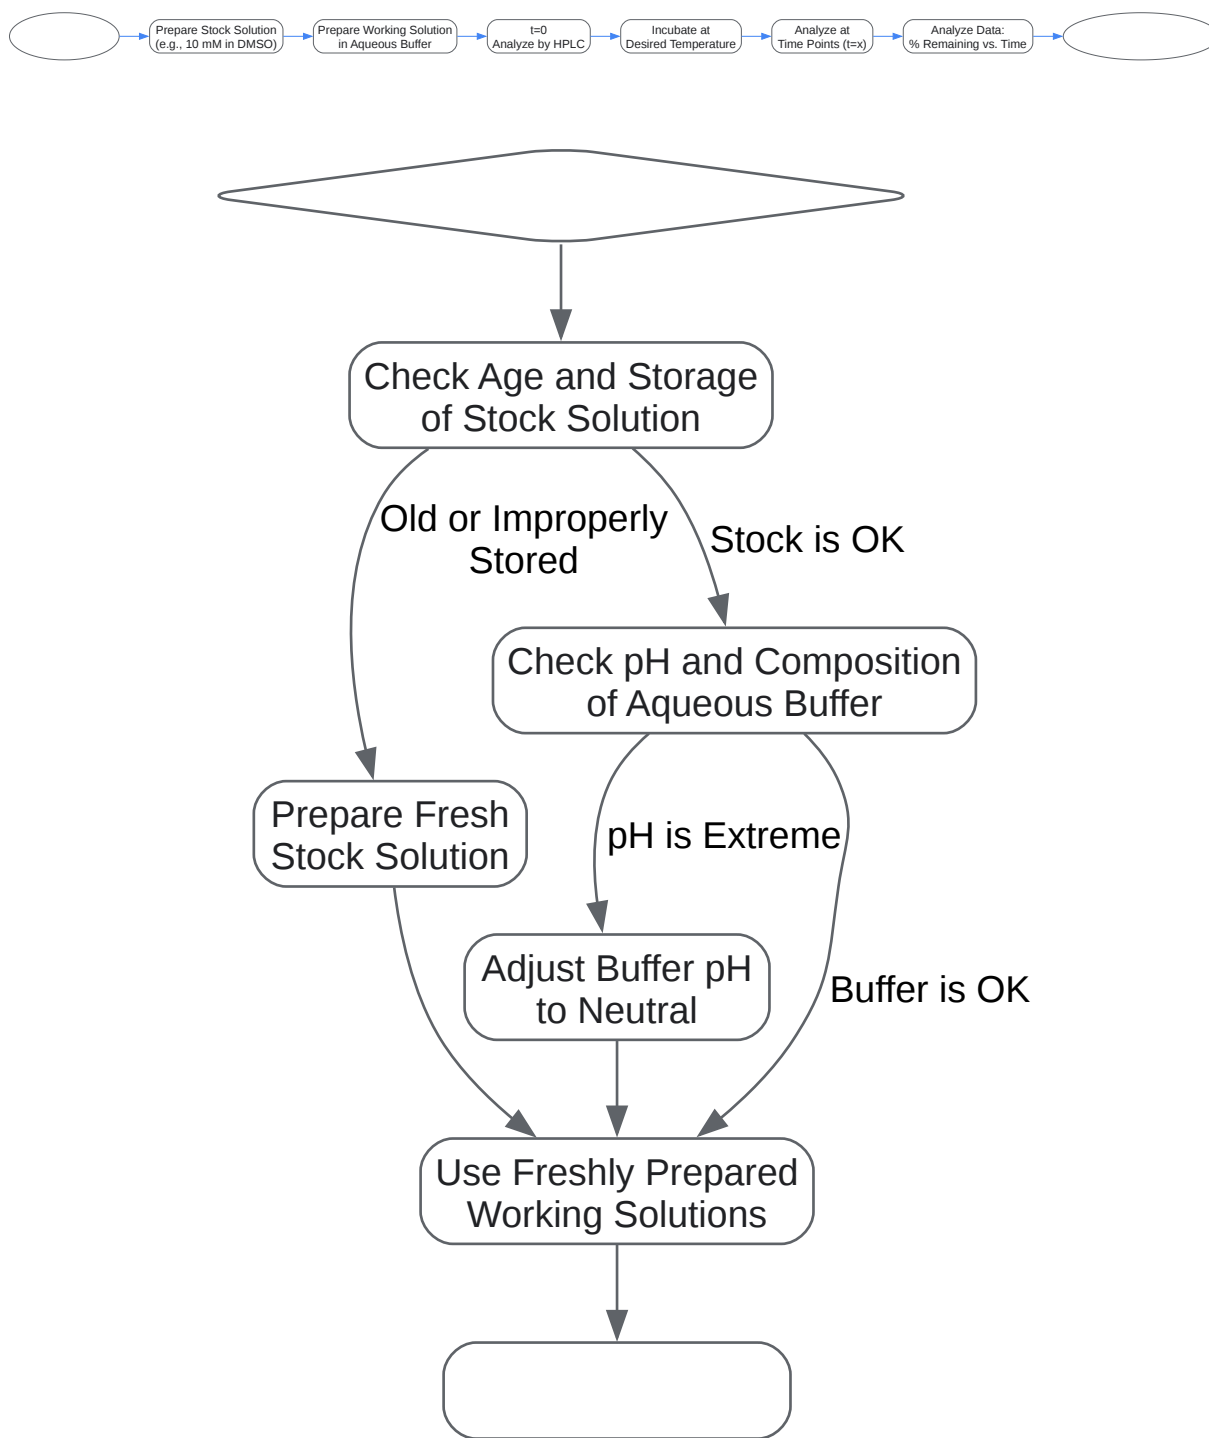 Prepare Stock Solution
(e.g., 10 mM in DMSO)
Prepare Working Solution
in Aqueous Buffer
t=0
Analyze by HPLC
Incubate at
Desired Temperature
Analyze at
Time Points (t=x)
Analyze Data:
% Remaining vs. Time
Check Age and Storage
of Stock Solution
Old or Improperly
Stored
Stock is OK
Check pH and Composition
of Aqueous Buffer
Prepare Fresh
Stock Solution
pH is Extreme
Adjust Buffer pH
to Neutral
Buffer is OK
Use Freshly Prepared
Working Solutions